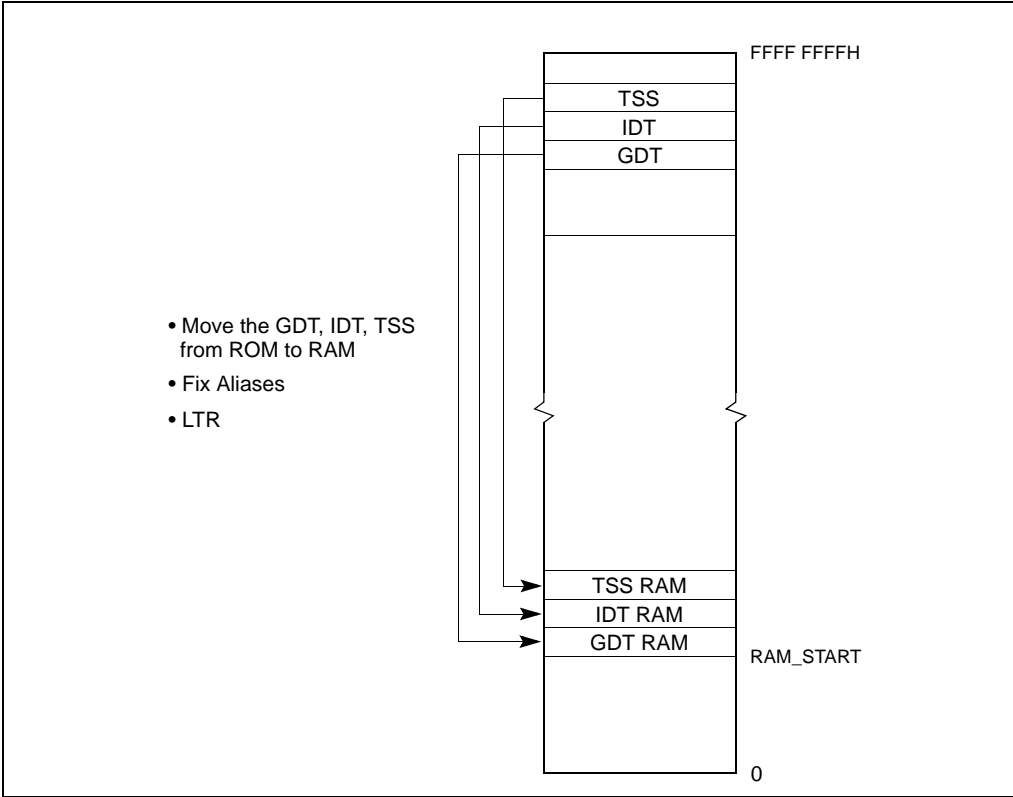 FFFF FFFFH
TSS
IDT
GDT
• Move the GDT, IDT, TSS
from ROM to RAM
• Fix Aliases
• LTR
TSS RAM
IDT RAM
GDT RAM
RAM_START
0